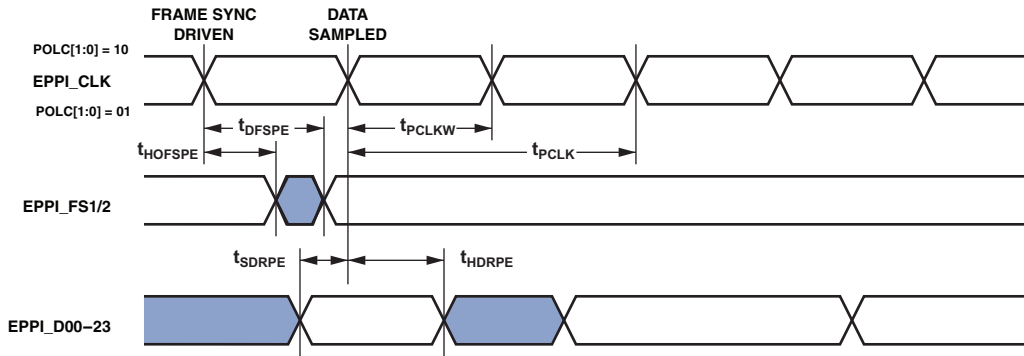 FRAME SYNC
DRIVEN
DATA
SAMPLED
POLC[1:0] = 10
EPPI_CLK
POLC[1:0] = 01
tDFSPE
tPCLKW
tHOFSPE
tPCLK
EPPI_FS1/2
tSDRPE
tHDRPE
EPPI_D00–23